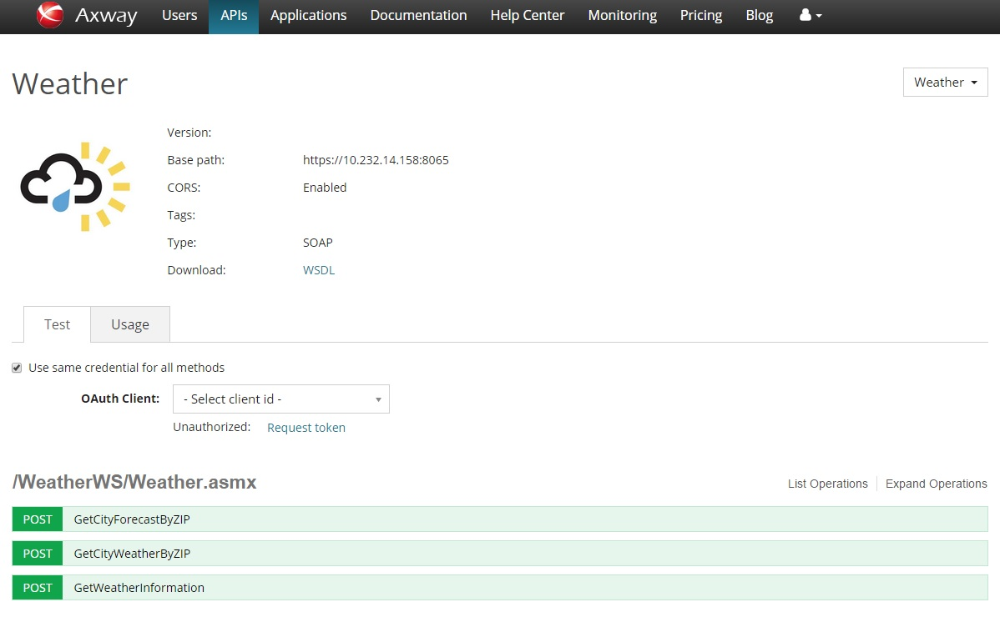 Axway Users APIs Applications Documentation Help Center Monitoring Pricing Blog
Weather
Weather
Version:
Base path: https://10.232.14.158:8065
CORS: Enabled
Tags:
Type: SOAP
Download: WSDL
Test Usage
Use same credential for all methods
OAuth Client: - Select client id -
Unauthorized: Request token
/WeatherWS/Weather.asmx List Operations Expand Operations
POST GetCityForecastByZIP
POST GetCityWeatherByZIP
POST GetWeatherInformation